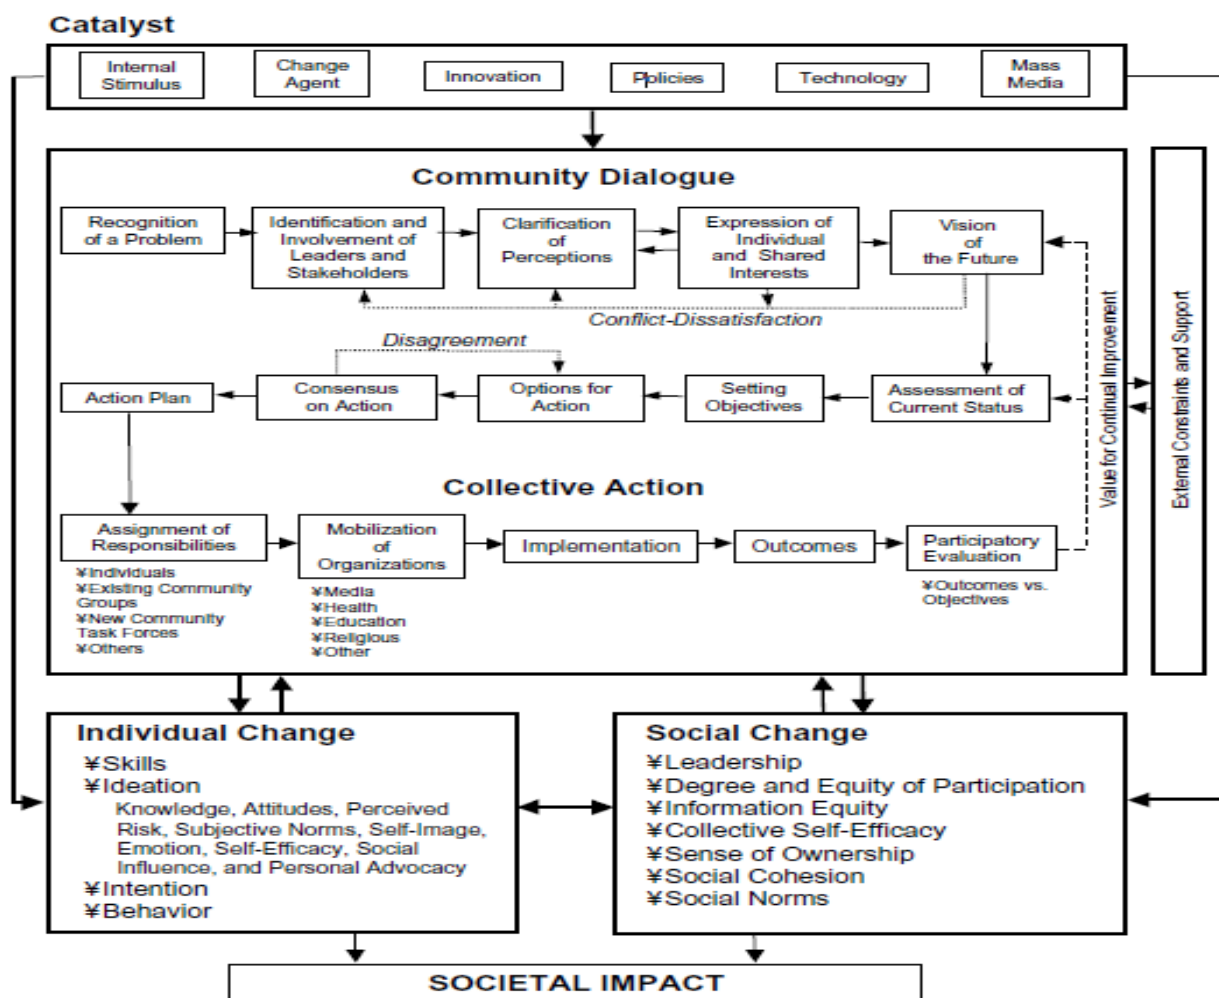 Catalyst
Internal
Stimulus
Change
Agent
Innovation
Policies
Technology
Mass
Media
Community Dialogue
Recognition
of a Problem
Identification and
Involvement of
Leaders and
Stakeholders
Clarification
of
Perceptions
Expression of
Individual
and Shared
Interests
Vision
of
the Future
Conflict-Dissatisfaction
Disagreement
Action Plan
Consensus
on Action
Options for
Action
Setting
Objectives
Assessment of
Current Status
Value for Continual Improvement
External Constraints and Support
Collective Action
Assignment of
Responsibilities
¥Individuals
¥Existing Community
Groups
¥New Community
Task Forces
¥Others
Mobilization
of
Organizations
¥Media
¥Health
¥Education
¥Religious
¥Other
Implementation
Outcomes
Participatory
Evaluation
¥Outcomes vs.
Objectives
Individual Change
¥Skills
¥Ideation
Knowledge, Attitudes, Perceived
Risk, Subjective Norms, Self-Image,
Emotion, Self-Efficacy, Social
Influence, and Personal Advocacy
¥Intention
¥Behavior
Social Change
¥Leadership
¥Degree and Equity of Participation
¥Information Equity
¥Collective Self-Efficacy
¥Sense of Ownership
¥Social Cohesion
¥Social Norms
SOCIETAL IMPACT